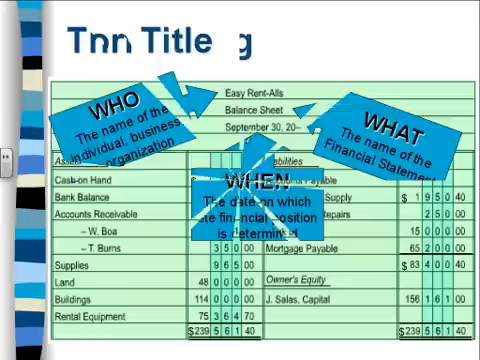 Title
WHO
The name of the
individual, business
organization
Easy Rent-Alls
Balance Sheet
September 30, 20–
WHAT
The name of the
Financial Statement
WHEN
The date on which
financial position
is determined
Cash on Hand
Payable
Bank Balance
Supply
$ 1 9 5 0 40
Accounts Receivable
Repairs
2 5 0 00
– W. Boa
15 0 0 0 00
– T. Burns
3 5 0 00
Mortgage Payable
65 2 0 0 00
Supplies
9 6 5 00
$ 83 4 0 0 40
Land
48 0 0 0 00
Owner's Equity
Buildings
114 0 0 0 00
J. Salas, Capital
156 1 6 1 00
Rental Equipment
75 3 6 4 70
$239 5 6 1 40
$239 5 6 1 40